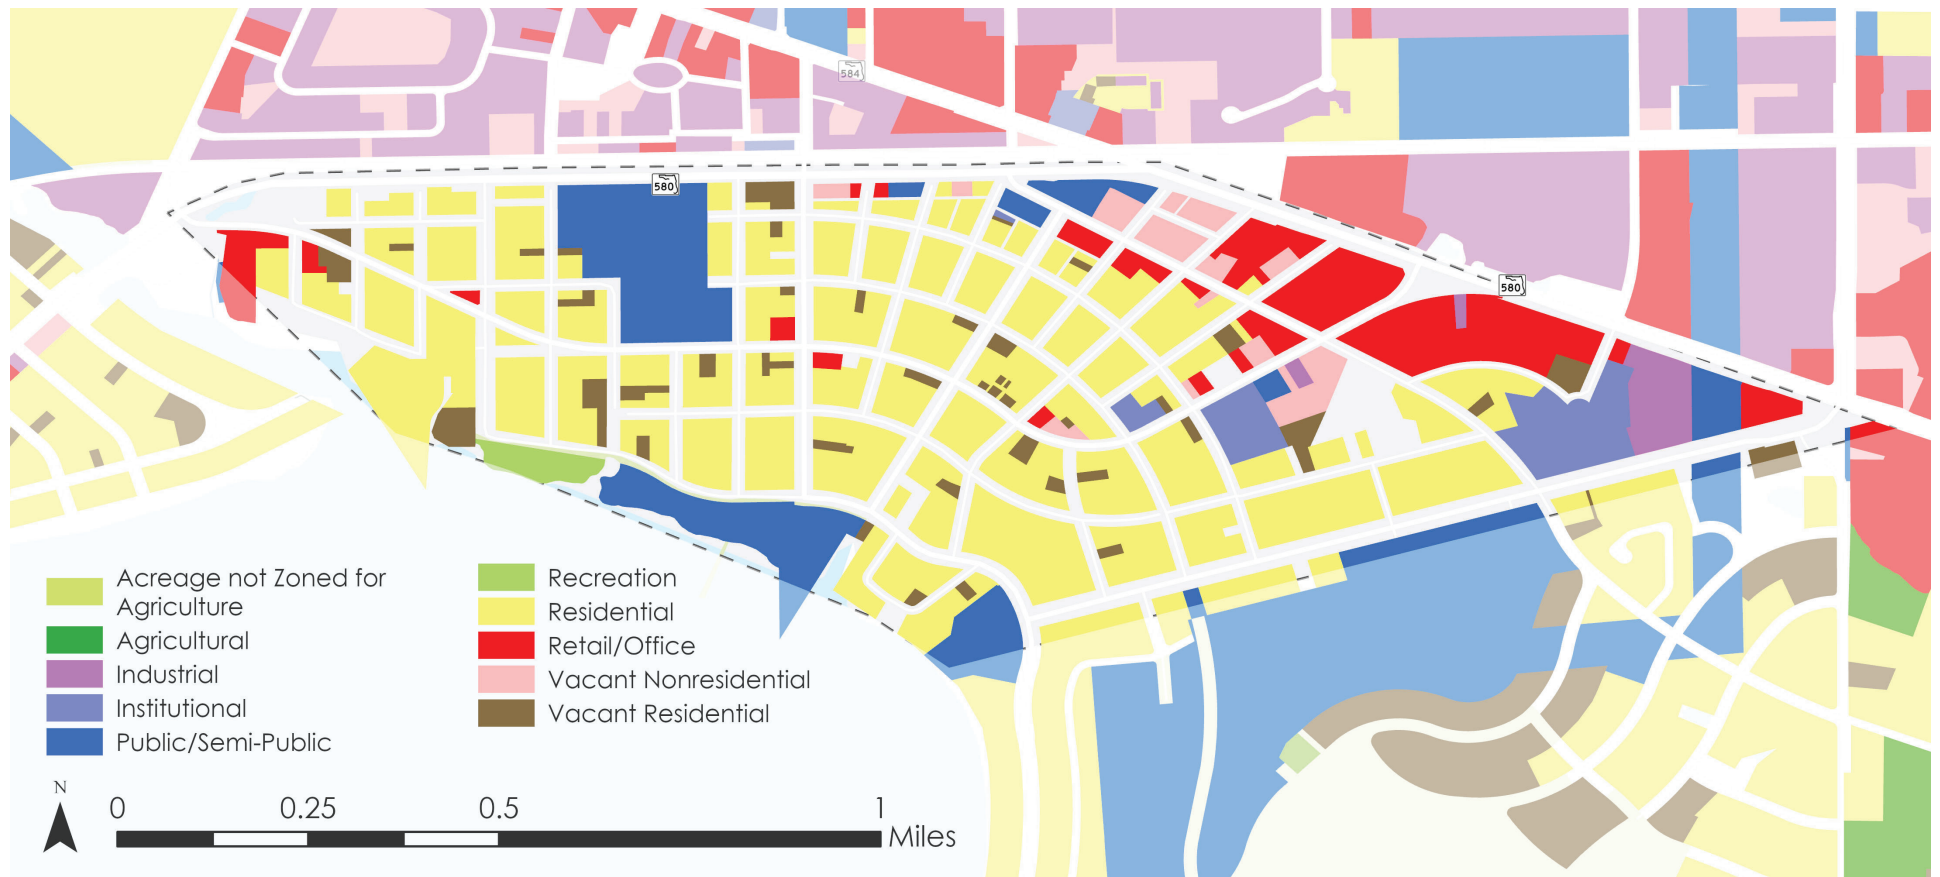 584
580
580
Acreage not Zoned for
Agriculture
Agricultural
Industrial
Institutional
Public/Semi-Public
Recreation
Residential
Retail/Office
Vacant Nonresidential
Vacant Residential
N
0 0.25 0.5 1
Miles